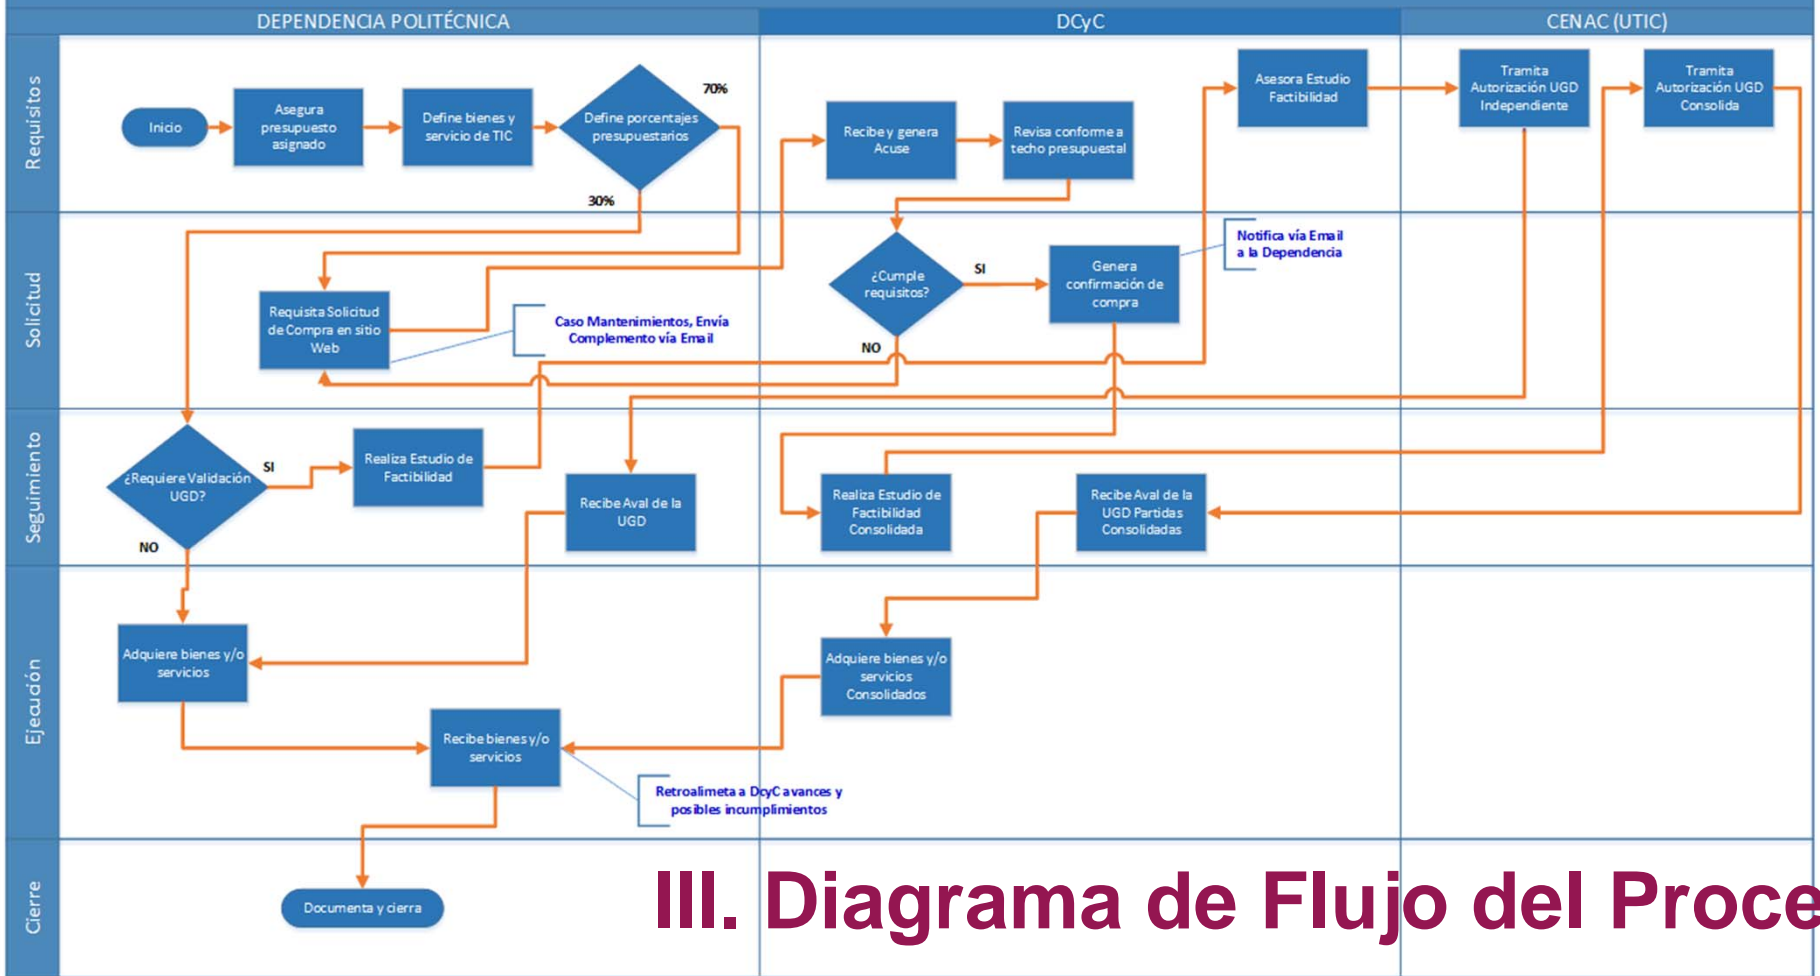 DEPENDENCIA POLITÉCNICA
DCyC
CENAC (UTIC)
Requisitos
Inicio
Asegura
presupuesto
asignado
Define bienes y
servicio de TIC
Define porcentajes
presupuestarios
70%
30%
Recibe y genera
Acuse
Revisa conforme a
techo presupuestal
Asesora Estudio
Factibilidad
Tramita
Autorización UGD
Independiente
Tramita
Autorización UGD
Consolida
Solicitud
Requisita Solicitud
de Compra en sitio
Web
Caso Mantenimientos, Envía
Complemento vía Email
¿Cumple
requisitos?
SI
NO
Genera
confirmación de
compra
Notifica vía Email
a la Dependencia
Seguimiento
¿Requiere Validación
UGD?
SI
NO
Realiza Estudio de
Factibilidad
Recibe Aval de la
UGD
Realiza Estudio de
Factibilidad
Consolidada
Recibe Aval de la
UGD Partidas
Consolidadas
Ejecución
Adquiere bienes y/o
servicios
Recibe bienes y/o
servicios
Retroalimeta a DcyC avances y
posibles incumplimientos
Adquiere bienes y/o
servicios
Consolidados
Cierre
Documenta y cierra
III. Diagrama de Flujo del Proce